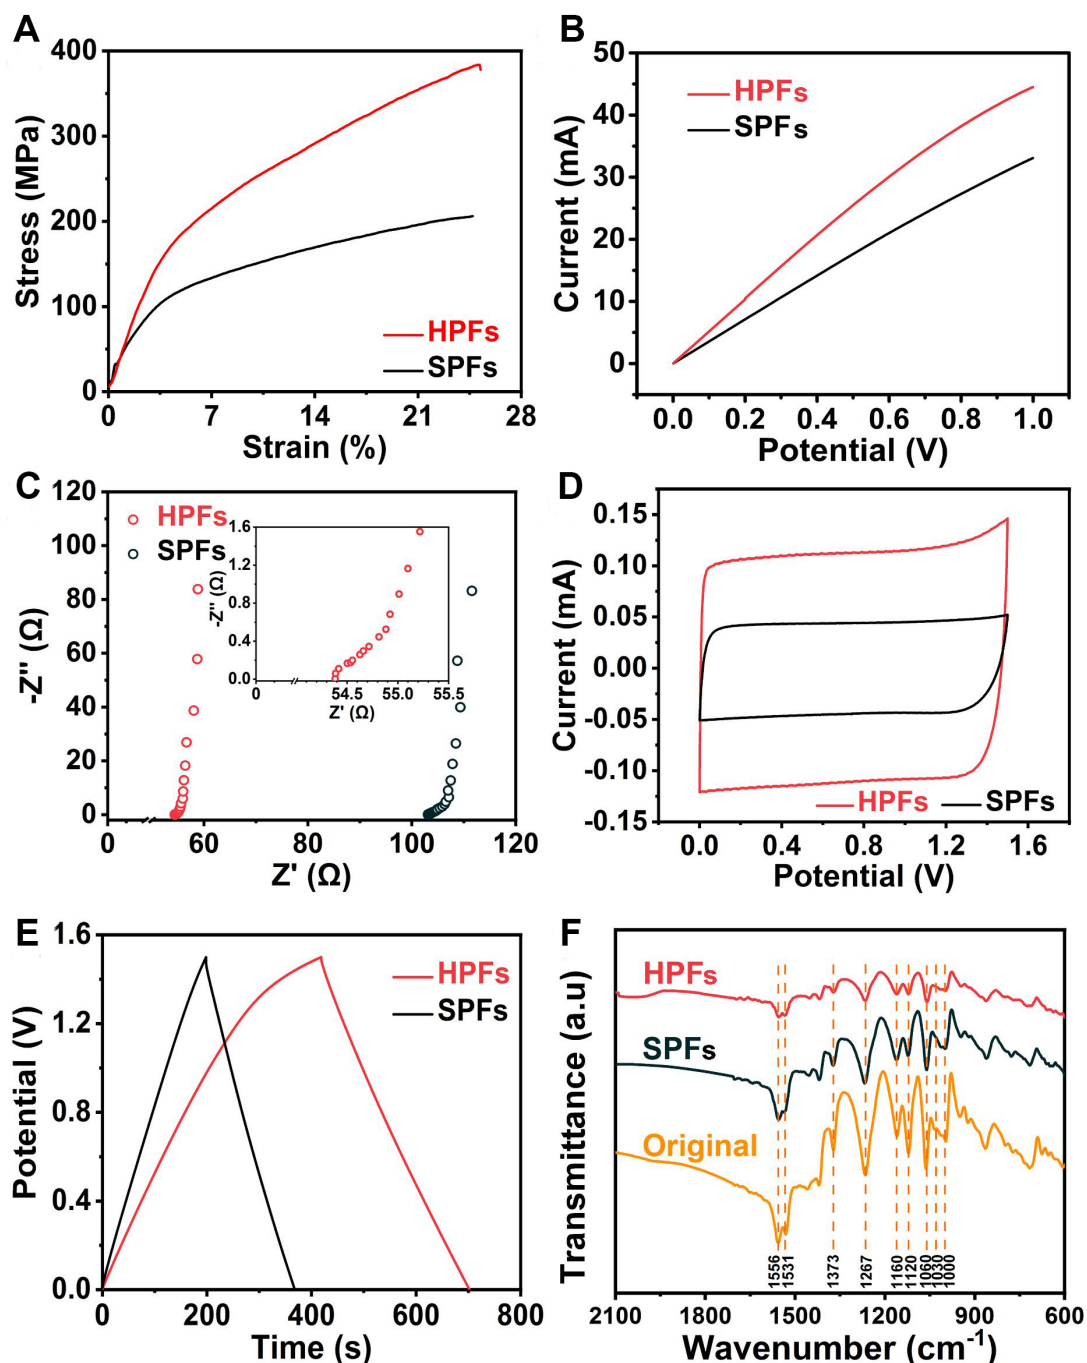 A
400
300
200
100
0
0 7 14 21 28
Stress (MPa)
Strain (%)
HPFs
SPFs
B
50
40
30
20
10
0
0.0 0.2 0.4 0.6 0.8 1.0
Current (mA)
Potential (V)
HPFs
SPFs
C
120
100
80
60
40
20
0
0 60 80 100 120
-Z'' (Ω)
Z' (Ω)
HPFs
SPFs
1.6
1.2
0.8
0.4
0.0
0 54.5 55.0 55.5
-Z'' (Ω)
Z' (Ω)
D
0.15
0.10
0.05
0.00
-0.05
-0.10
-0.15
0.0 0.4 0.8 1.2 1.6
Current (mA)
Potential (V)
HPFs SPFs
E
1.6
1.2
0.8
0.4
0.0
0 200 400 600 800
Potential (V)
Time (s)
HPFs
SPFs
F
HPFs
SPFs
Original
1556
1531
1373
1267
1160
1120
1060
1030
1000
2100 1800 1500 1200 900 600
Transmittance (a.u)
Wavenumber (cm-1)